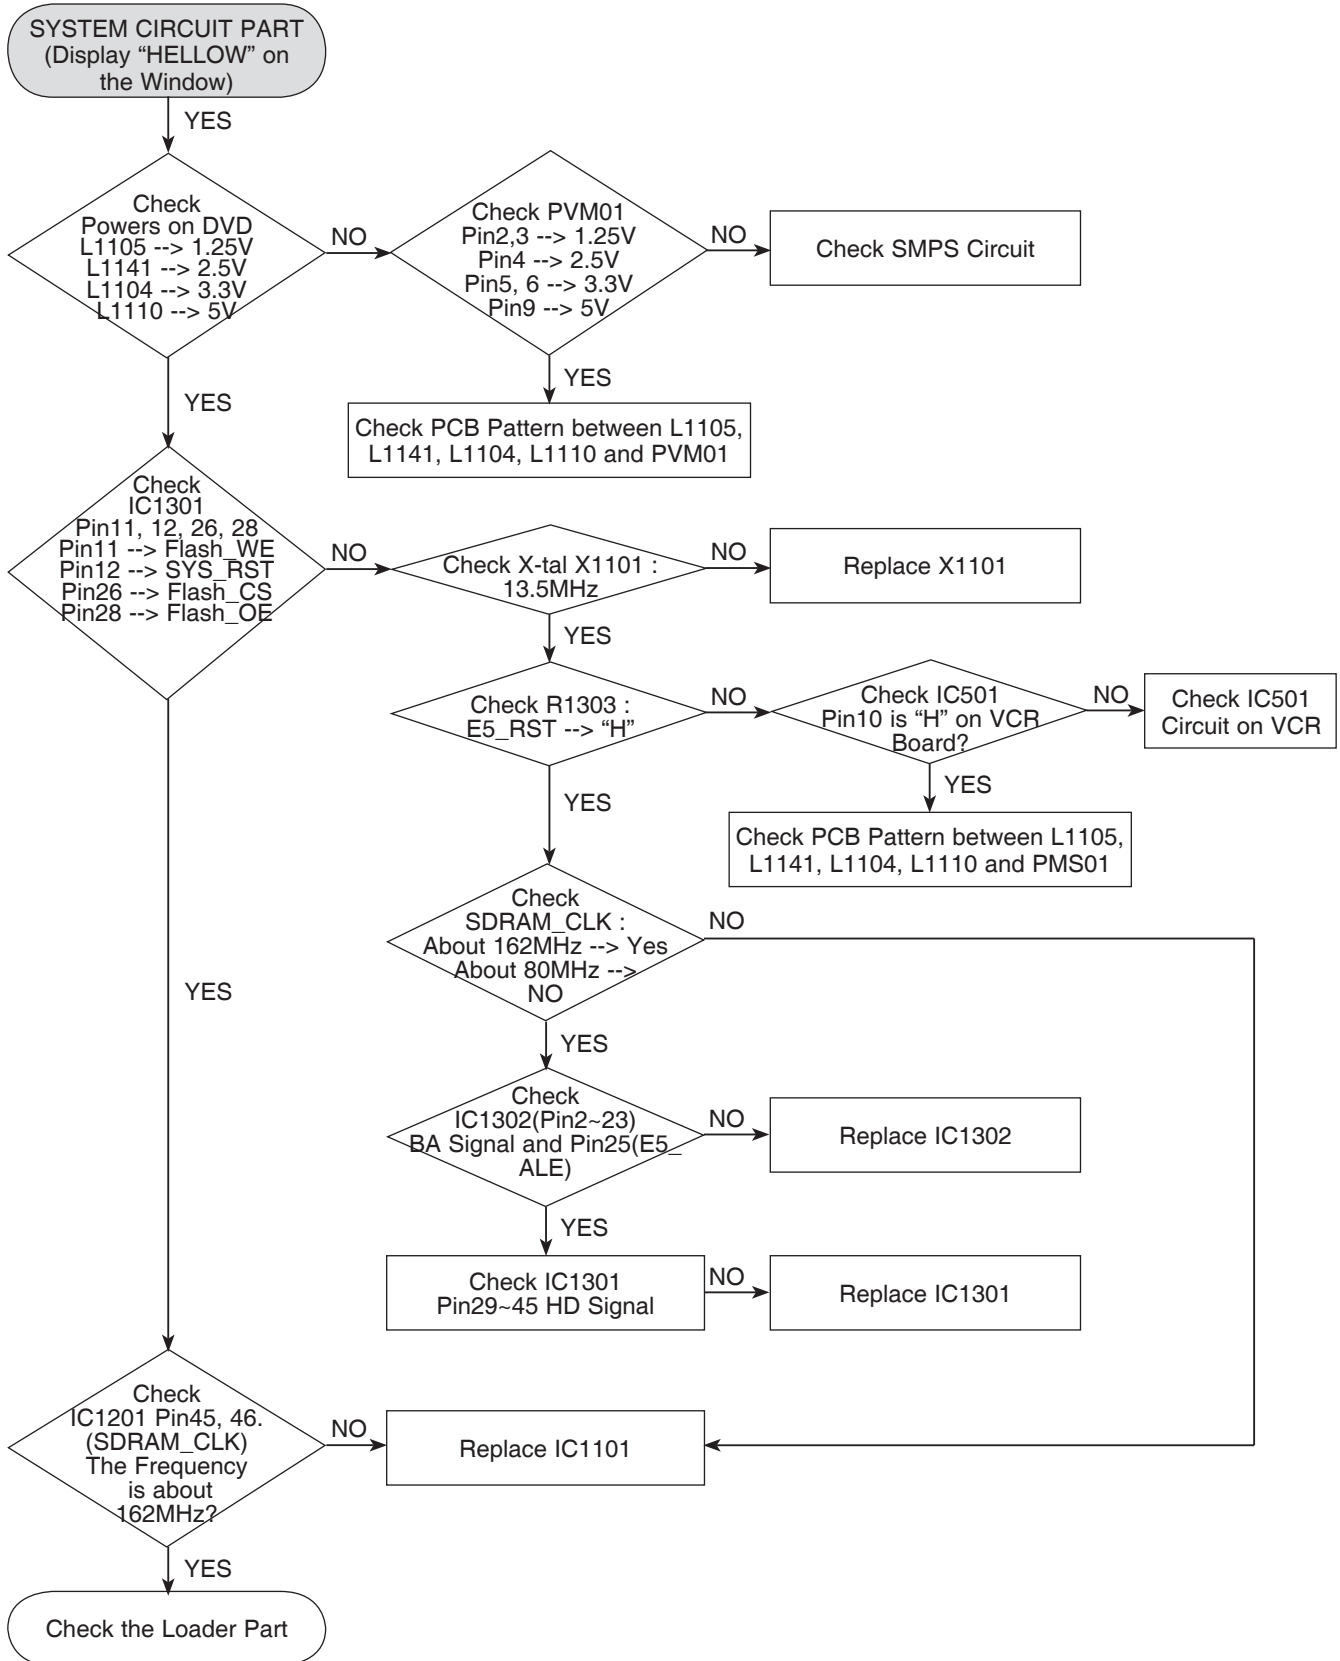 SYSTEM CIRCUIT PART
(Display “HELLOW” on
the Window)
YES
Check
Powers on DVD
L1105 --> 1.25V
L1141 --> 2.5V
L1104 --> 3.3V
L1110 --> 5V
NO
Check PVM01
Pin2,3 --> 1.25V
Pin4 --> 2.5V
Pin5, 6 --> 3.3V
Pin9 --> 5V
NO
Check SMPS Circuit
YES
Check PCB Pattern between L1105,
L1141, L1104, L1110 and PVM01
YES
Check
IC1301
Pin11, 12, 26, 28
Pin11 --> Flash_WE
Pin12 --> SYS_RST
Pin26 --> Flash_CS
Pin28 --> Flash_OE
NO
Check X-tal X1101 :
13.5MHz
NO
Replace X1101
YES
Check R1303 :
E5_RST --> “H”
NO
Check IC501
Pin10 is “H” on VCR
Board?
NO
Check IC501
Circuit on VCR
YES
Check PCB Pattern between L1105,
L1141, L1104, L1110 and PMS01
YES
Check
SDRAM_CLK :
About 162MHz --> Yes
About 80MHz -->
NO
NO
YES
YES
Check
IC1302(Pin2~23)
BA Signal and Pin25(E5_
ALE)
NO
Replace IC1302
YES
Check IC1301
Pin29~45 HD Signal
NO
Replace IC1301
Check
IC1201 Pin45, 46.
(SDRAM_CLK)
The Frequency
is about
162MHz?
NO
Replace IC1101
YES
Check the Loader Part